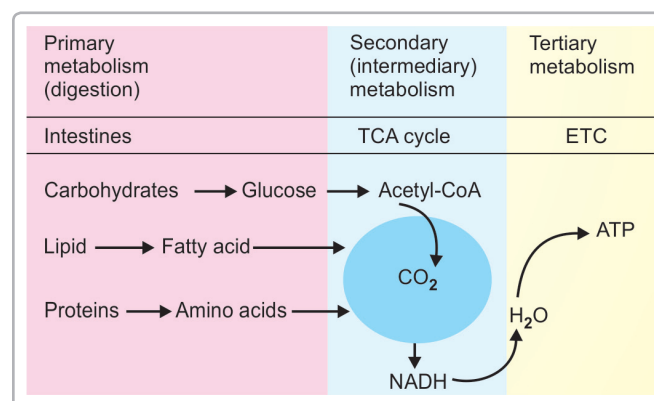 Primary
metabolism
(digestion)
Secondary
(intermediary)
metabolism
Tertiary
metabolism
Intestines
TCA cycle
ETC
Carbohydrates
Glucose
Acetyl-CoA
Lipid
Fatty acid
CO₂
ATP
Proteins
Amino acids
H₂O
NADH